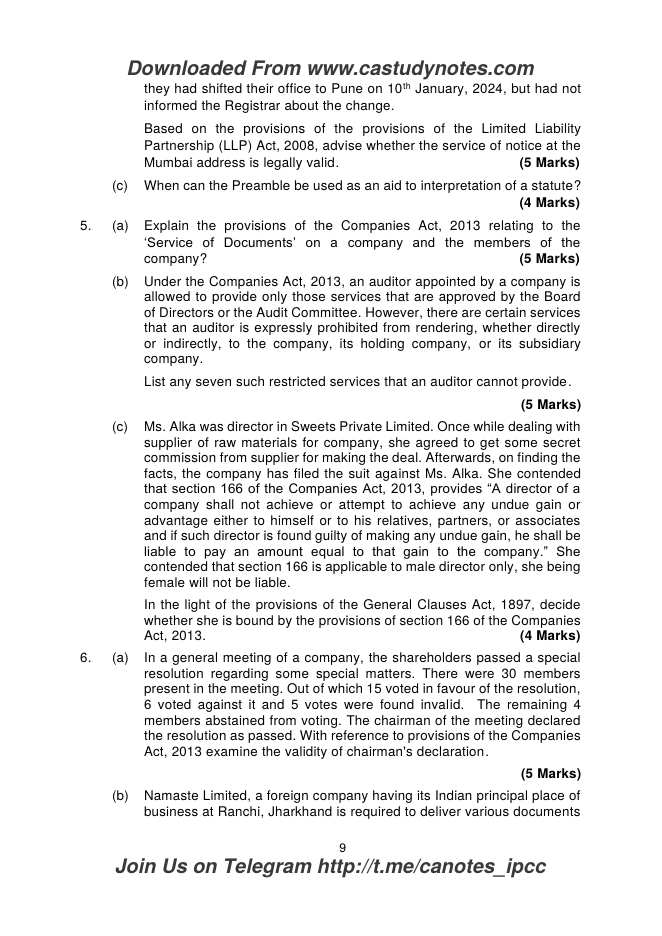 Downloaded From www.castudynotes.com
they had shifted their office to Pune on 10th January, 2024, but had not
informed the Registrar about the change.
Based on the provisions of the provisions of the Limited Liability
Partnership (LLP) Act, 2008, advise whether the service of notice at the
Mumbai address is legally valid. (5 Marks)
(c) When can the Preamble be used as an aid to interpretation of a statute?
(4 Marks)
5. (a) Explain the provisions of the Companies Act, 2013 relating to the
‘Service of Documents’ on a company and the members of the
company? (5 Marks)
(b) Under the Companies Act, 2013, an auditor appointed by a company is
allowed to provide only those services that are approved by the Board
of Directors or the Audit Committee. However, there are certain services
that an auditor is expressly prohibited from rendering, whether directly
or indirectly, to the company, its holding company, or its subsidiary
company.
List any seven such restricted services that an auditor cannot provide.
(5 Marks)
(c) Ms. Alka was director in Sweets Private Limited. Once while dealing with
supplier of raw materials for company, she agreed to get some secret
commission from supplier for making the deal. Afterwards, on finding the
facts, the company has filed the suit against Ms. Alka. She contended
that section 166 of the Companies Act, 2013, provides “A director of a
company shall not achieve or attempt to achieve any undue gain or
advantage either to himself or to his relatives, partners, or associates
and if such director is found guilty of making any undue gain, he shall be
liable to pay an amount equal to that gain to the company.” She
contended that section 166 is applicable to male director only, she being
female will not be liable.
In the light of the provisions of the General Clauses Act, 1897, decide
whether she is bound by the provisions of section 166 of the Companies
Act, 2013. (4 Marks)
6. (a) In a general meeting of a company, the shareholders passed a special
resolution regarding some special matters. There were 30 members
present in the meeting. Out of which 15 voted in favour of the resolution,
6 voted against it and 5 votes were found invalid. The remaining 4
members abstained from voting. The chairman of the meeting declared
the resolution as passed. With reference to provisions of the Companies
Act, 2013 examine the validity of chairman's declaration.
(5 Marks)
(b) Namaste Limited, a foreign company having its Indian principal place of
business at Ranchi, Jharkhand is required to deliver various documents
9
Join Us on Telegram http://t.me/canotes_ipcc